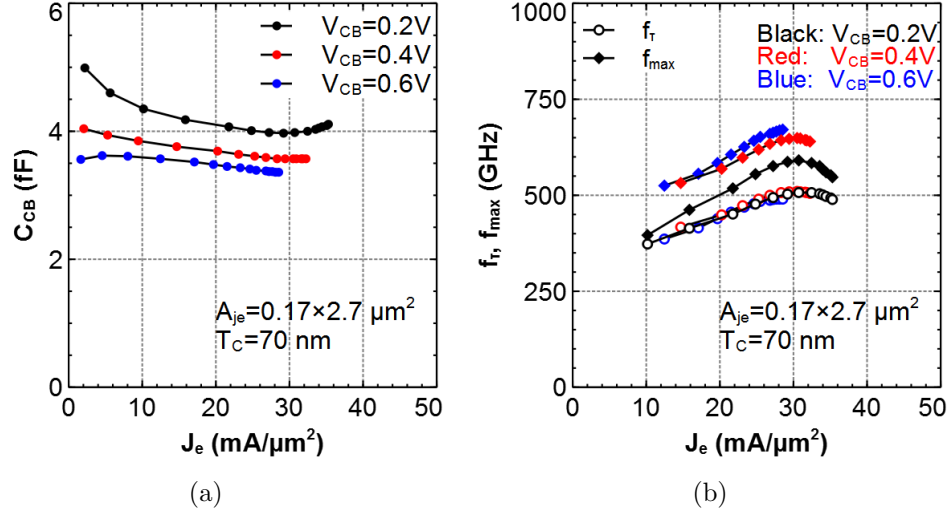 C_CB (fF)
8
6
4
2
0
0
10
20
30
40
50
J_e (mA/μm²)
V_CB=0.2V
V_CB=0.4V
V_CB=0.6V
A_je=0.17×2.7 μm²
T_C=70 nm
(a)
f_τ, f_max (GHz)
1000
750
500
250
0
0
10
20
30
40
50
J_e (mA/μm²)
f_τ
f_max
Black: V_CB=0.2V
Red: V_CB=0.4V
Blue: V_CB=0.6V
A_je=0.17×2.7 μm²
T_C=70 nm
(b)